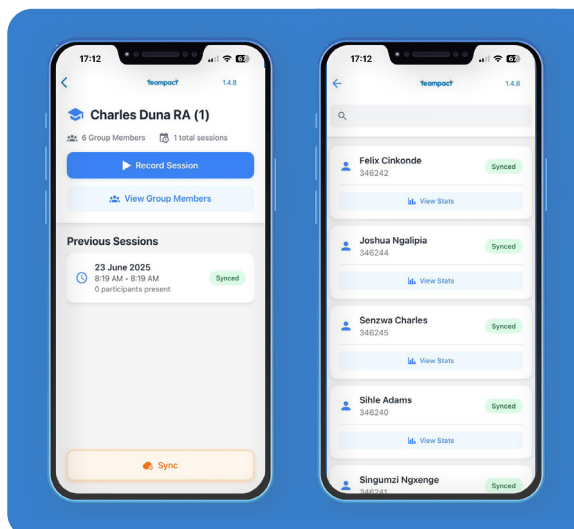 17:12
67
teampact
1.4.8
Charles Duna RA (1)
6 Group Members
1 total sessions
Record Session
View Group Members
Previous Sessions
23 June 2025
8:19 AM - 8:19 AM
0 participants present
Synced
Sync
17:12
67
teampact
1.4.8
Felix Cinkonde
346242
Synced
View Stats
Joshua Ngalipia
346244
Synced
View Stats
Senzwa Charles
346245
Synced
View Stats
Sihle Adams
346240
Synced
View Stats
Singumzi Ngxenge
346241
Synced